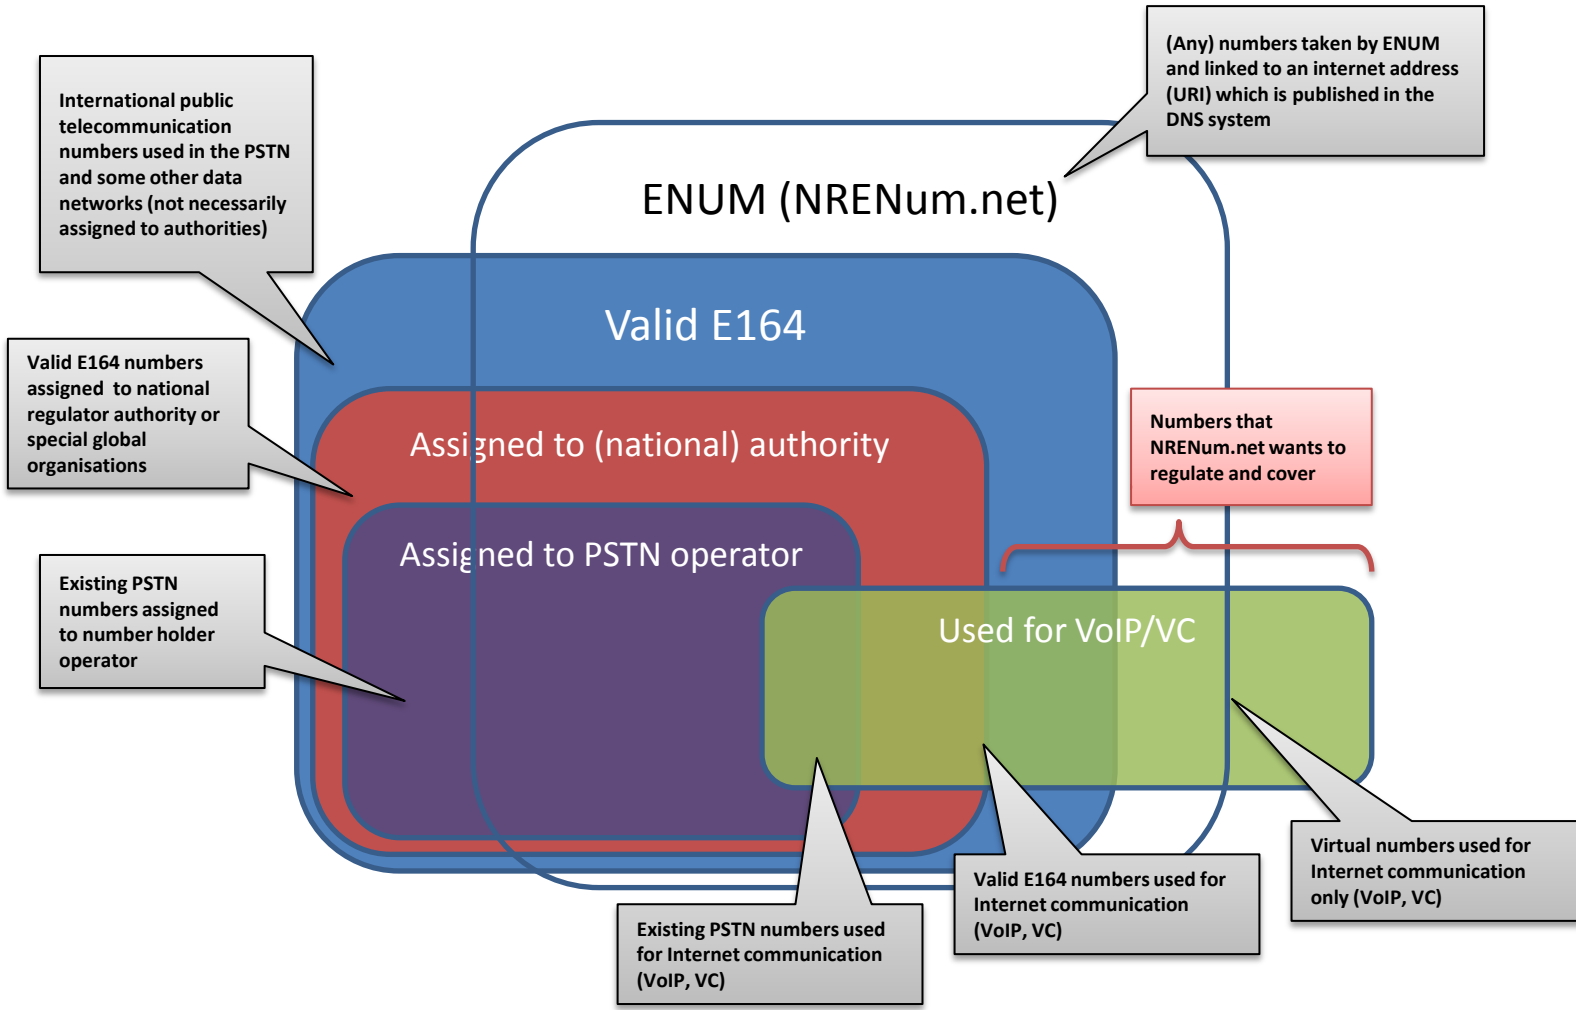 (Any) numbers taken by ENUM
and linked to an internet address
(URI) which is published in the
DNS system
International public
telecommunication
numbers used in the PSTN
and some other data
networks (not necessarily
assigned to authorities)
ENUM (NRENum.net)
Valid E164
Valid E164 numbers
assigned to national
regulator authority or
special global
organisations
Assigned to (national) authority
Numbers that
NRENum.net wants to
regulate and cover
Assigned to PSTN operator
Existing PSTN
numbers assigned
to number holder
operator
Used for VoIP/VC
Virtual numbers used for
Internet communication
only (VoIP, VC)
Valid E164 numbers used for
Internet communication
(VoIP, VC)
Existing PSTN numbers used
for Internet communication
(VoIP, VC)